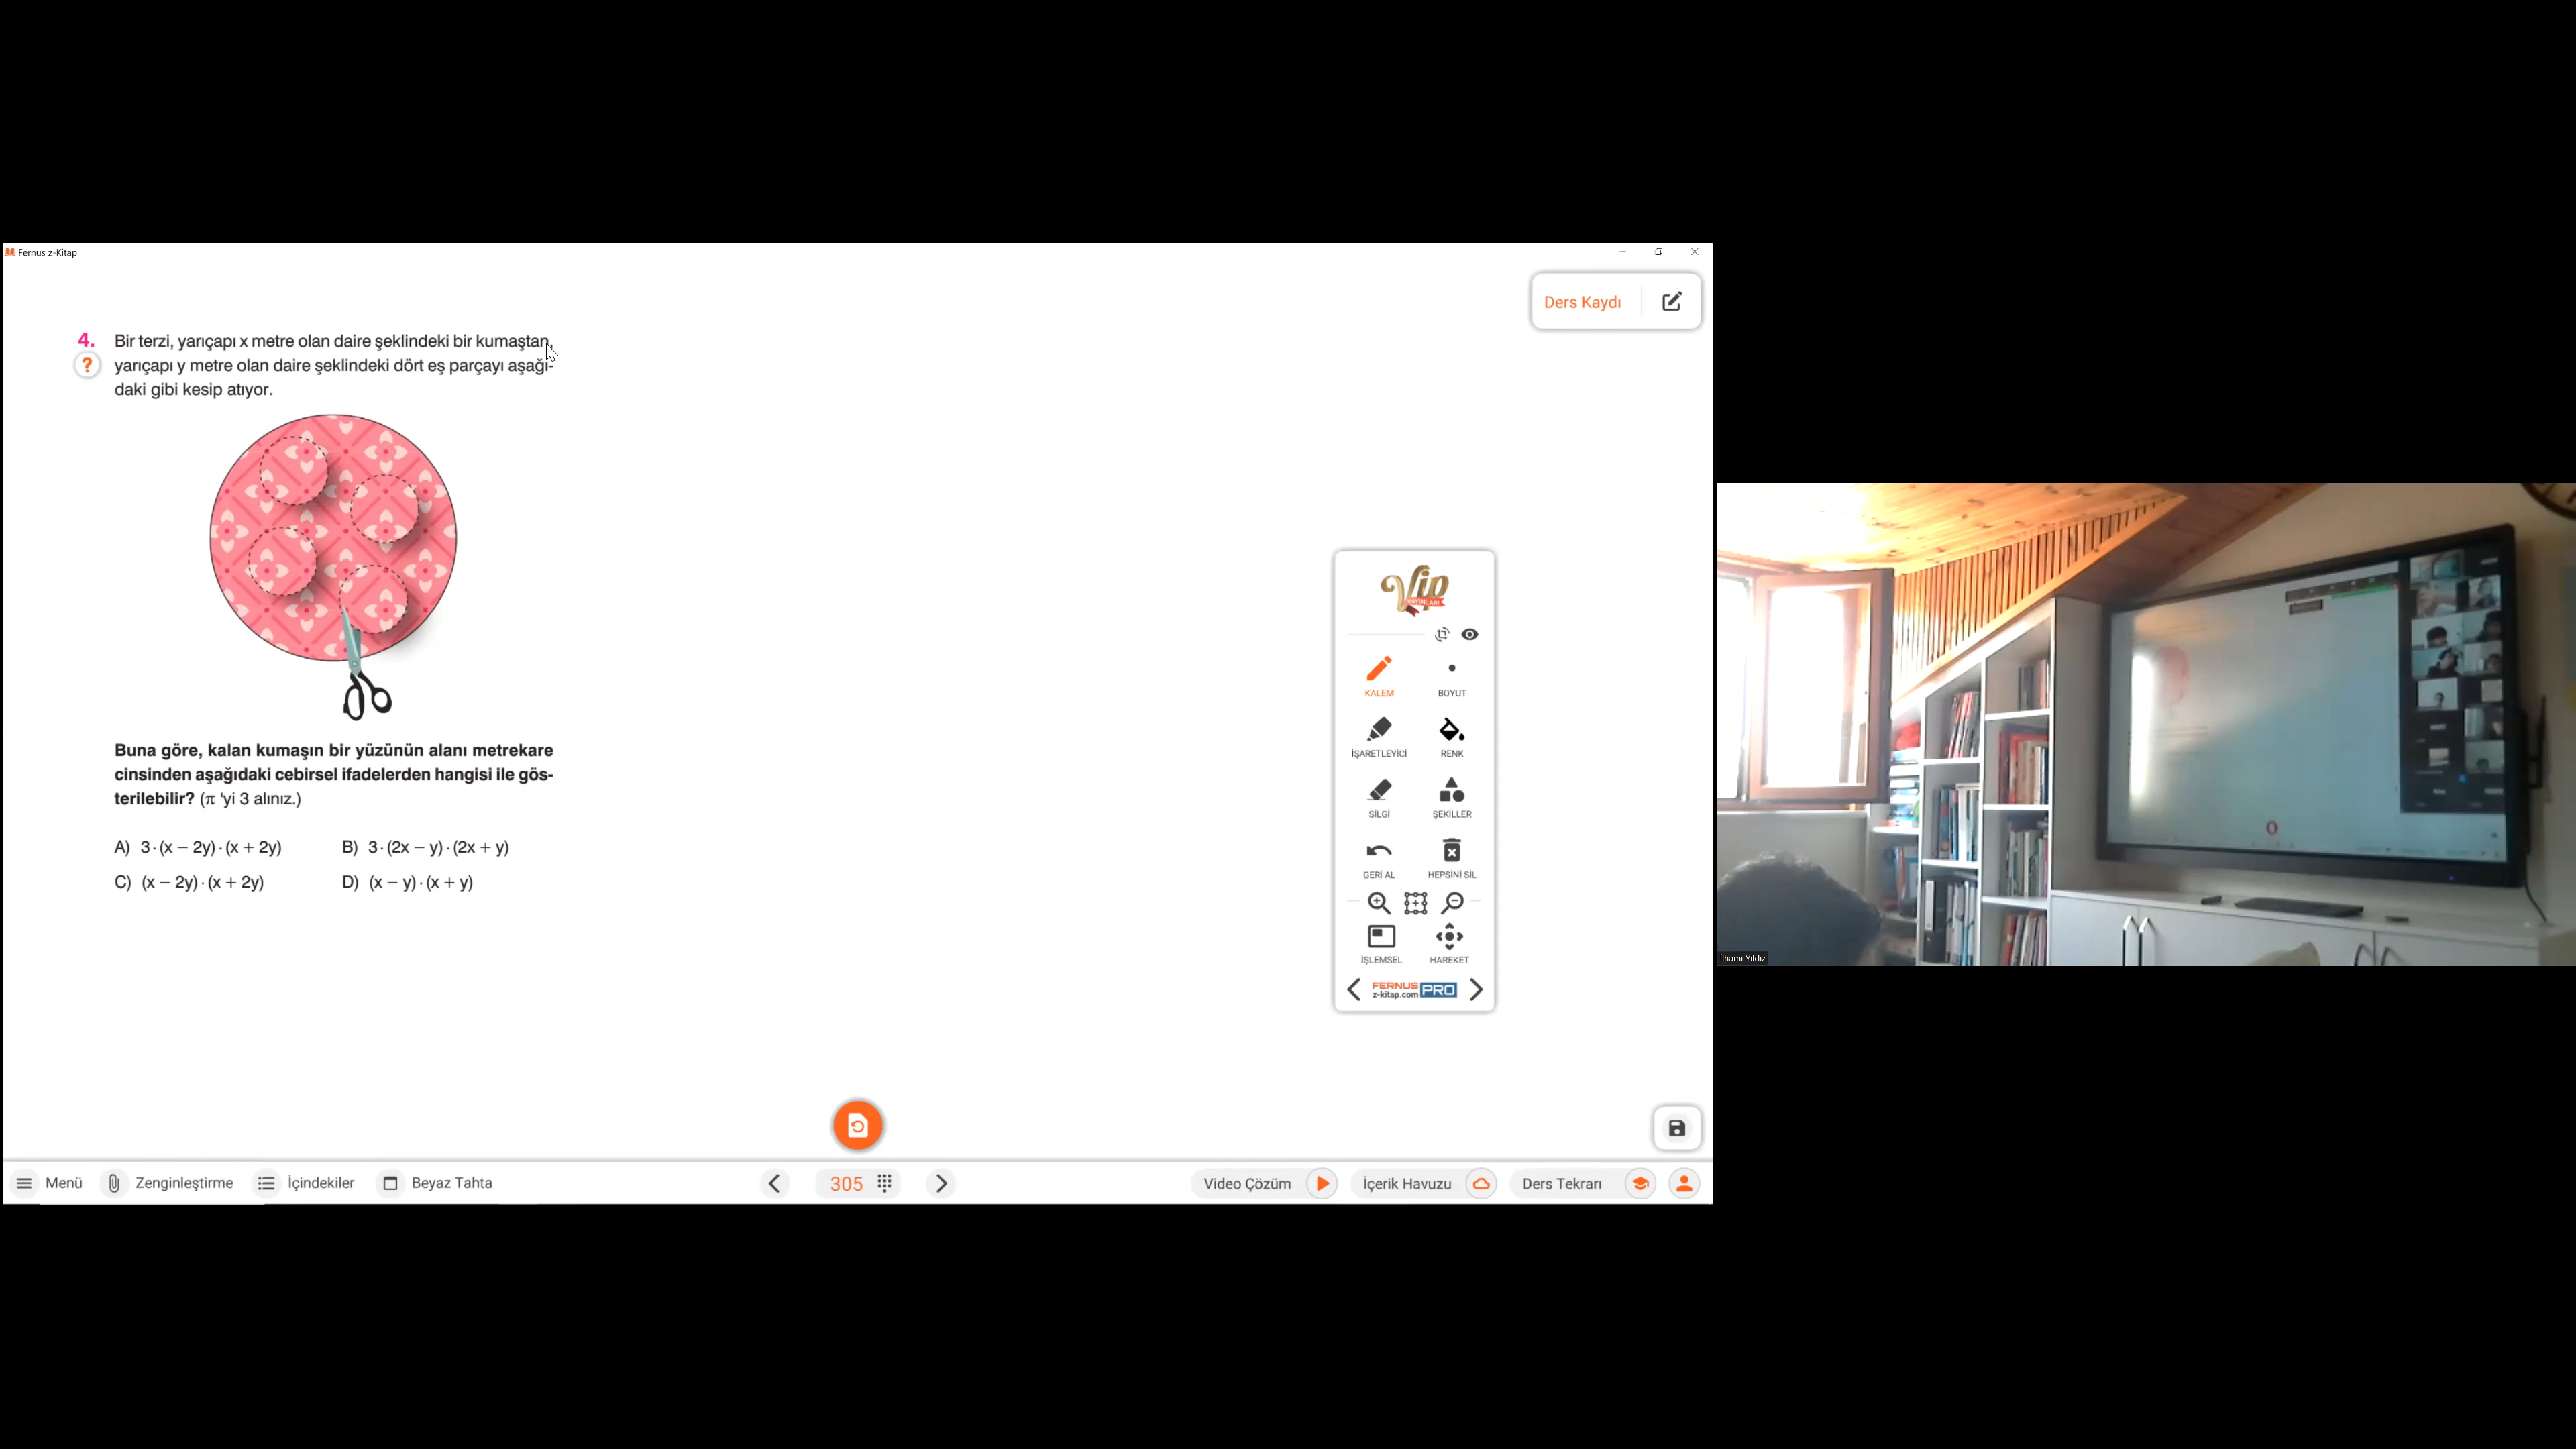 Fernus z-Kitap
Ders Kaydı
4. Bir terzi, yarıçapı x metre olan daire şeklindeki bir kumaştan,
? yarıçapı y metre olan daire şeklindeki dört eş parçayı aşağı-
daki gibi kesip atıyor.
Buna göre, kalan kumaşın bir yüzünün alanı metrekare
cinsinden aşağıdaki cebirsel ifadelerden hangisi ile gös-
terilebilir? (π 'yi 3 alınız.)
A) 3·(x − 2y)·(x + 2y) B) 3·(2x − y)·(2x + y)
C) (x − 2y)·(x + 2y) D) (x − y)·(x + y)
Vip
YAYINLARI
KALEM BOYUT
İŞARETLEYİCİ RENK
SİLGİ ŞEKİLLER
GERİ AL HEPSİNİ SİL
İŞLEMSEL HAREKET
FERNUS
z-kitap.com PRO
İlhami Yıldız
Menü Zenginleştirme İçindekiler Beyaz Tahta 305 Video Çözüm İçerik Havuzu Ders Tekrarı